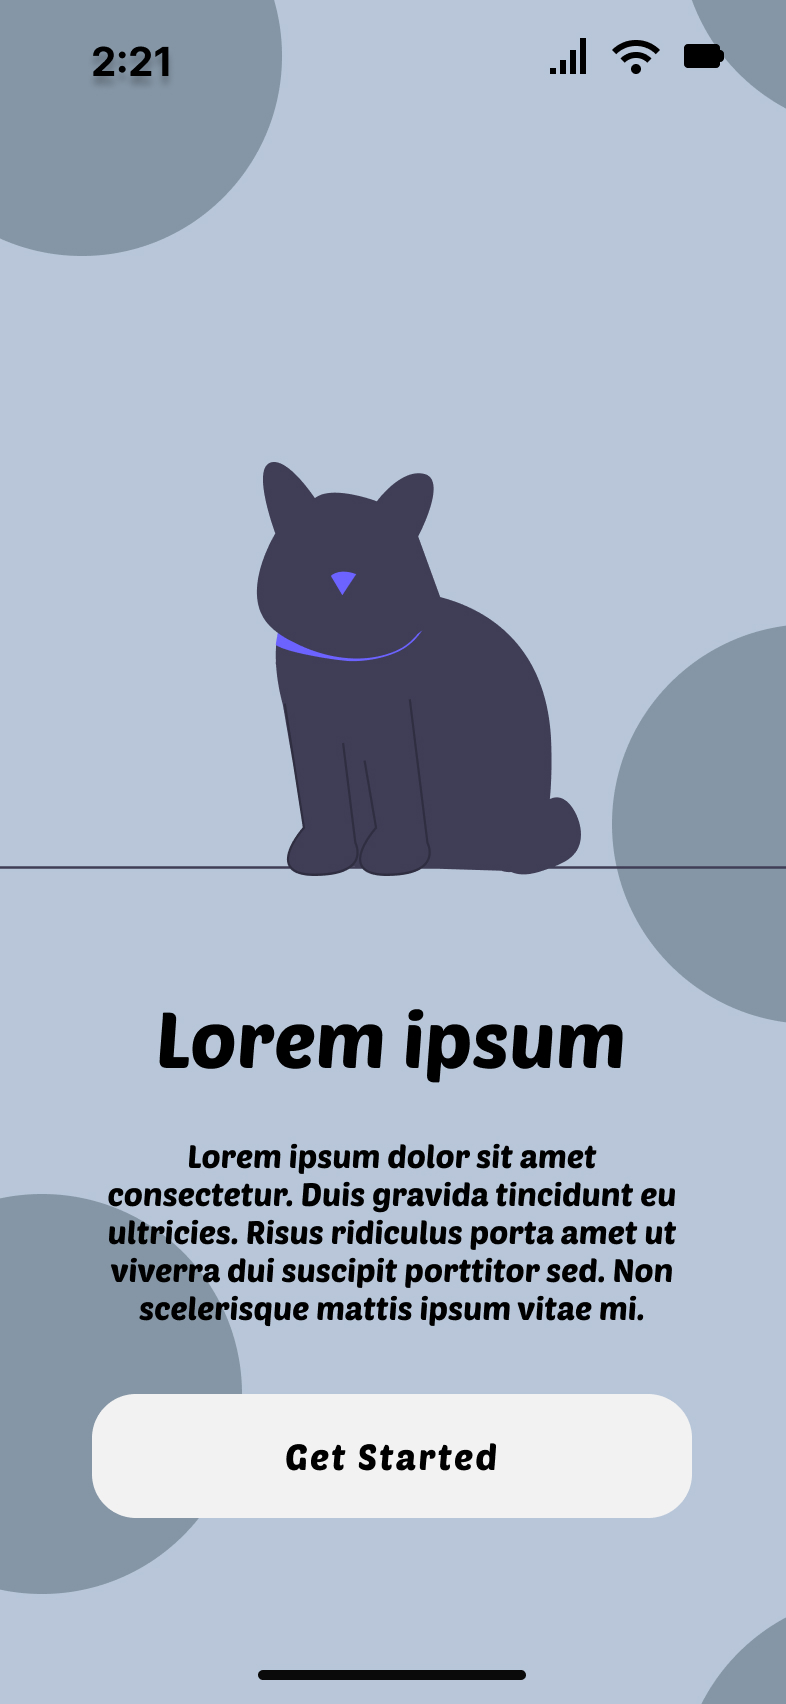 2:21
Lorem ipsum
Lorem ipsum dolor sit amet
consectetur. Duis gravida tincidunt eu
ultricies. Risus ridiculus porta amet ut
viverra dui suscipit porttitor sed. Non
scelerisque mattis ipsum vitae mi.
Get Started